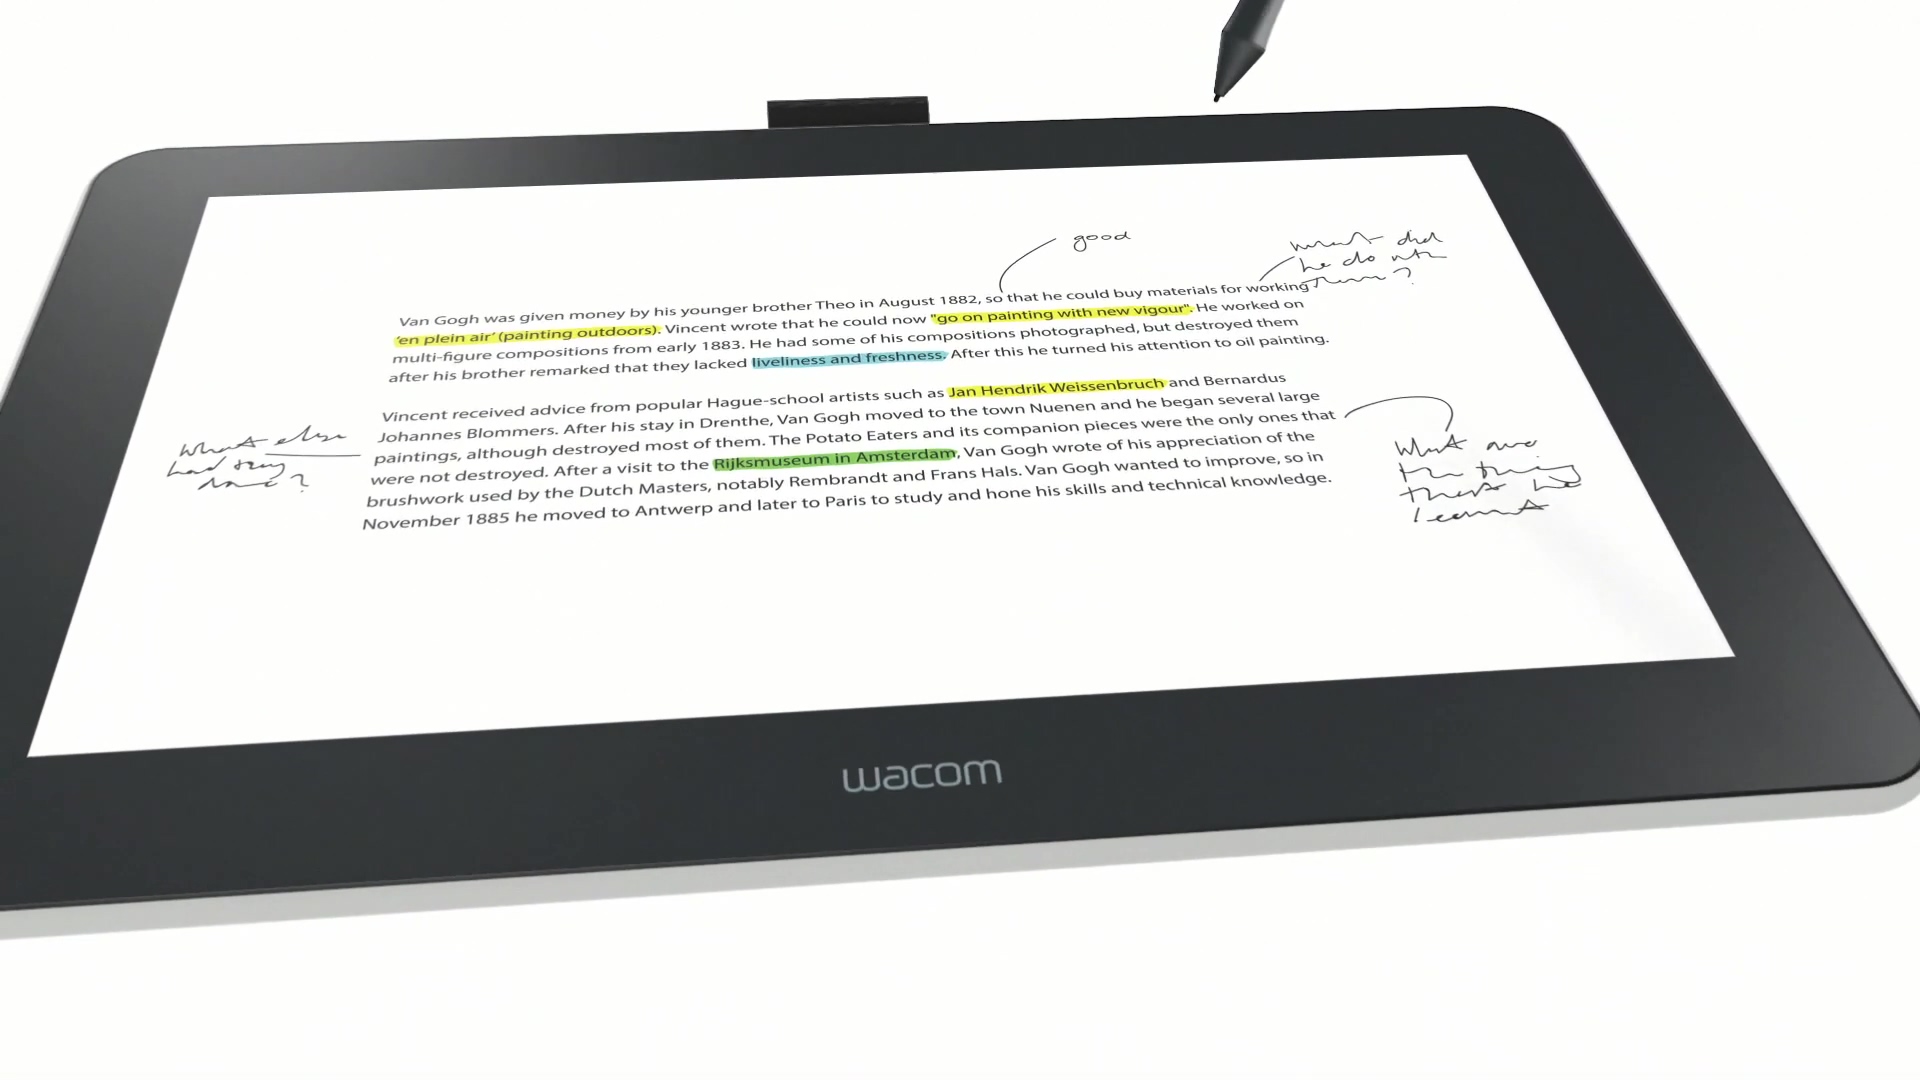 good
What did
he do with
them?
Van Gogh was given money by his younger brother Theo in August 1882, so that he could buy materials for working
'en plein air' (painting outdoors). Vincent wrote that he could now "go on painting with new vigour". He worked on
multi-figure compositions from early 1883. He had some of his compositions photographed, but destroyed them
after his brother remarked that they lacked liveliness and freshness. After this he turned his attention to oil painting.
Vincent received advice from popular Hague-school artists such as Jan Hendrik Weissenbruch and Bernardus
Johannes Blommers. After his stay in Drenthe, Van Gogh moved to the town Nuenen and he began several large
paintings, although destroyed most of them. The Potato Eaters and its companion pieces were the only ones that
were not destroyed. After a visit to the Rijksmuseum in Amsterdam, Van Gogh wrote of his appreciation of the
brushwork used by the Dutch Masters, notably Rembrandt and Frans Hals. Van Gogh wanted to improve, so in
November 1885 he moved to Antwerp and later to Paris to study and hone his skills and technical knowledge.
What else
had they
done?
What are
the things
that he
learnt
wacom